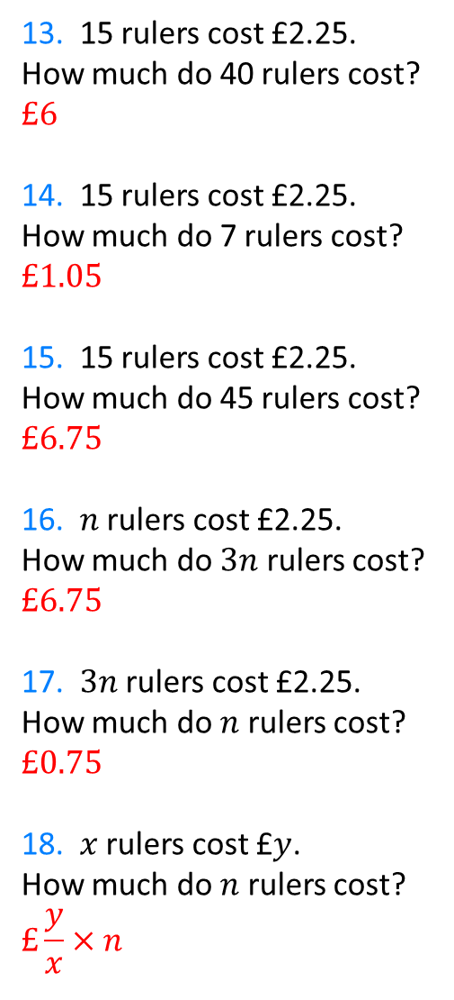 13. 15 rulers cost £2.25.
How much do 40 rulers cost?
£6
14. 15 rulers cost £2.25.
How much do 7 rulers cost?
£1.05
15. 15 rulers cost £2.25.
How much do 45 rulers cost?
£6.75
16. n rulers cost £2.25.
How much do 3n rulers cost?
£6.75
17. 3n rulers cost £2.25.
How much do n rulers cost?
£0.75
18. x rulers cost £y.
How much do n rulers cost?
£y/x × n